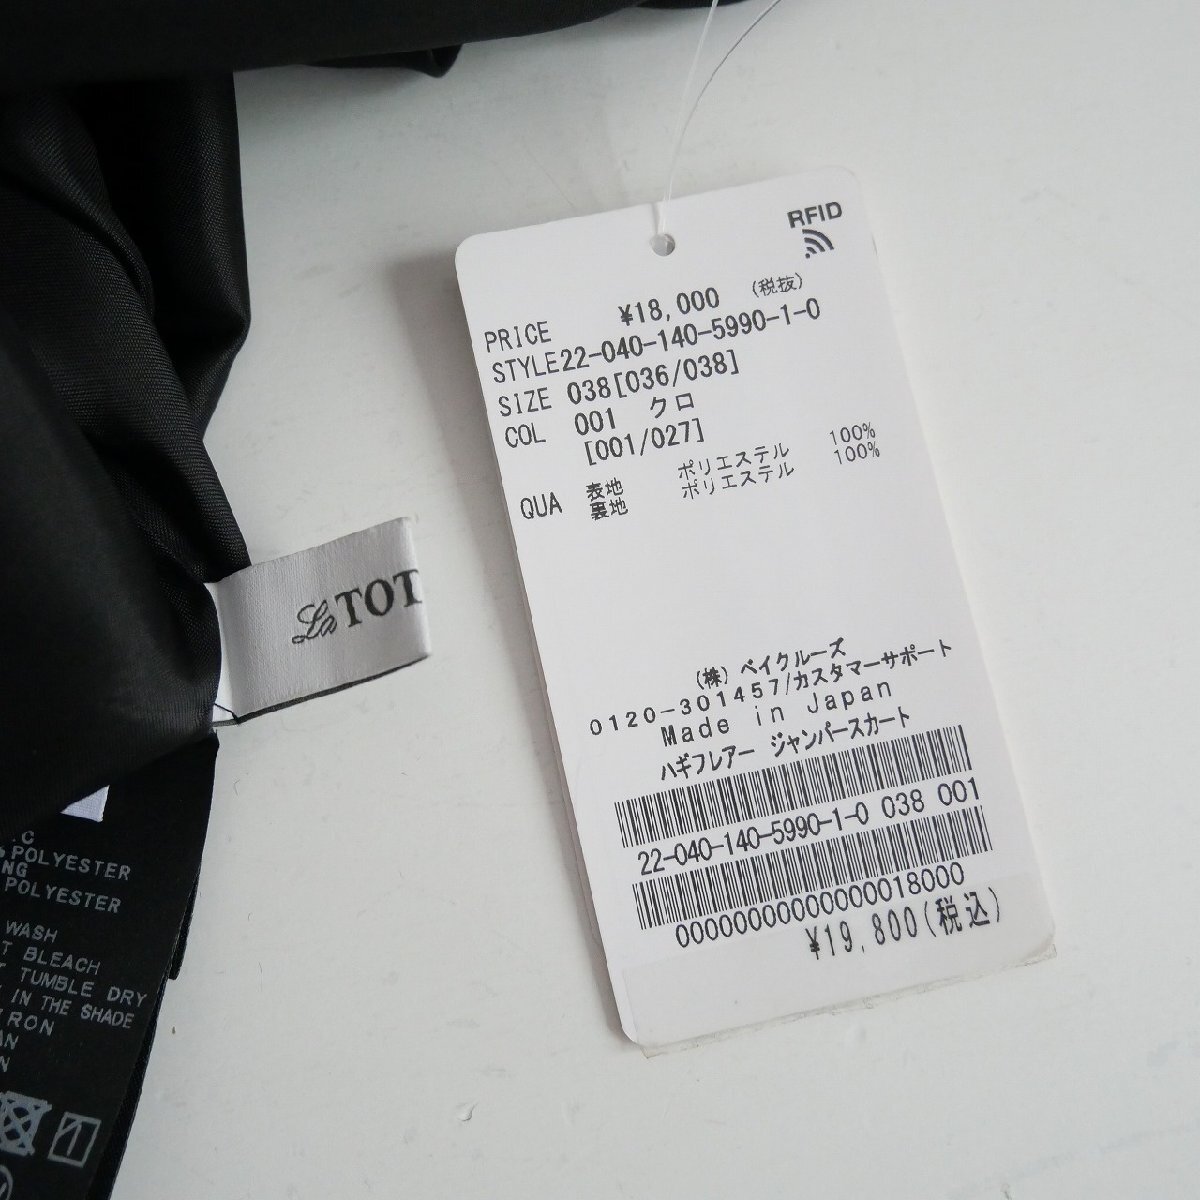 RFID
PRICE ¥18,000 (税抜)
STYLE22-040-140-5990-1-0
SIZE 038[036/038]
COL 001 クロ
[001/027]
QUA 表地 ポリエステル 100%
裏地 ポリエステル 100%
(株)ベイクルーズ
0120-301457/カスタマーサポート
Made in Japan
ハギフレアー ジャンパースカート
22-040-140-5990-1-0 038 001
00000000000000018000
¥19,800(税込)
La TOT
POLYESTER
NG
POLYESTER
WASH
T BLEACH
T TUMBLE DRY
IN THE SHADE
RON
AN
N